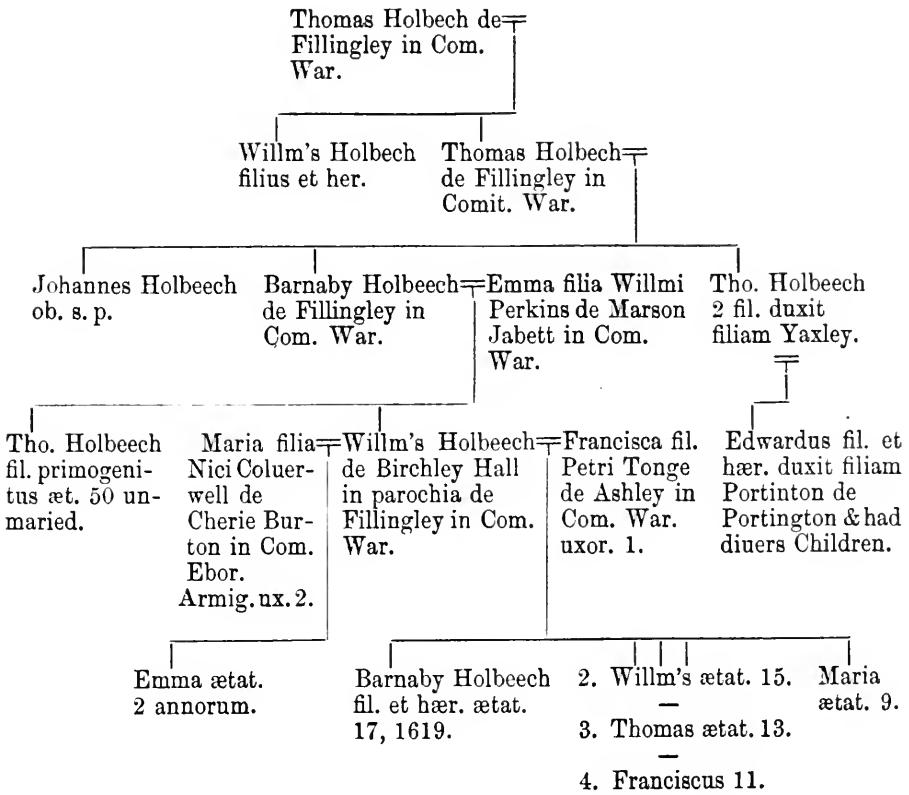 Thomas Holbech de
Fillingley in Com.
War.
Willm's Holbech
filius et her.
Thomas Holbech
de Fillingley in
Comit. War.
Johannes Holbeech
ob. s. p.
Barnaby Holbeech
de Fillingley in
Com. War.
Emma filia Willmi
Perkins de Marson
Jabett in Com.
War.
Tho. Holbeech
2 fil. duxit
filiam Yaxley.
Tho. Holbeech
fil. primogeni-
tus æt. 50 un-
maried.
Maria filia
Nici Coluer-
well de
Cherie Bur-
ton in Com.
Ebor.
Armig. ux. 2.
Willm's Holbeech
de Birchley Hall
in parochia de
Fillingley in Com.
War.
Francisca fil.
Petri Tonge
de Ashley in
Com. War.
uxor. 1.
Edwardus fil. et
hær. duxit filiam
Portinton de
Portington & had
diuers Children.
Emma ætat.
2 annorum.
Barnaby Holbeech
fil. et hær. ætat.
17, 1619.
2. Willm's ætat. 15.
3. Thomas ætat. 13.
4. Franciscus 11.
Maria
ætat. 9.